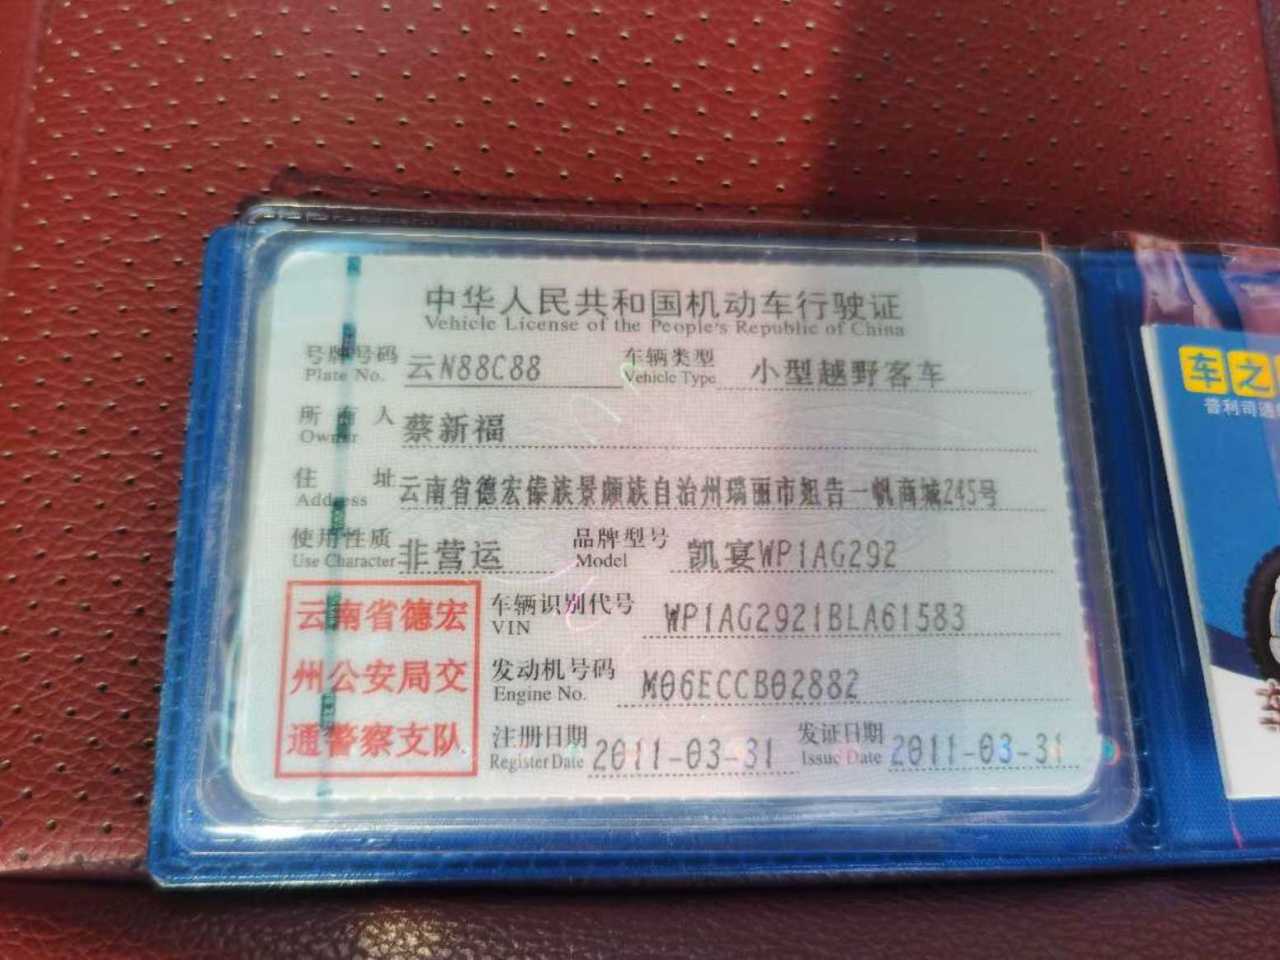 中华人民共和国机动车行驶证
Vehicle License of the People's Republic of China
号牌号码 云N88C88 车辆类型 小型越野客车
Plate No. Vehicle Type
所有人 蔡新福
Owner
住址 云南省德宏傣族景颇族自治州瑞丽市姐告一帆商城245号
Address
使用性质 非营运 品牌型号 凯宴WP1AG292
Use Character Model
云南省德宏 车辆识别代号 WP1AG2921BLA61583
VIN
州公安局交 发动机号码 M06ECCB02882
Engine No.
通警察支队 注册日期 2011-03-31 发证日期 2011-03-31
Register Date Issue Date
车之
普利司通